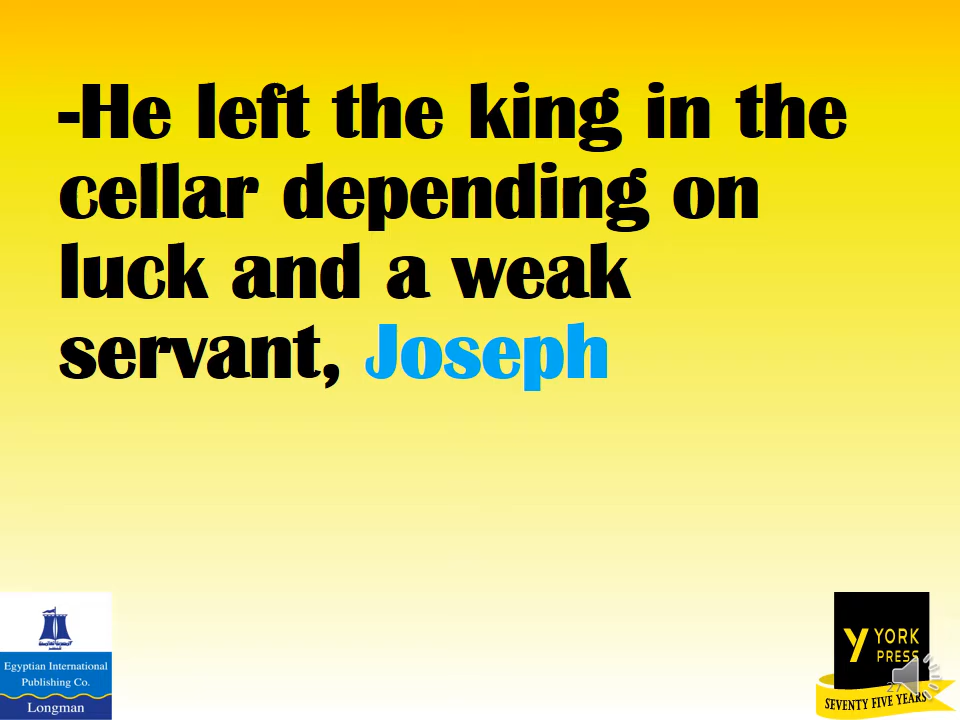 -He left the king in the
cellar depending on
luck and a weak
servant, Joseph
Egyptian International
Publishing Co.
Longman
y YORK
PRESS
27
SEVENTY FIVE YEARS